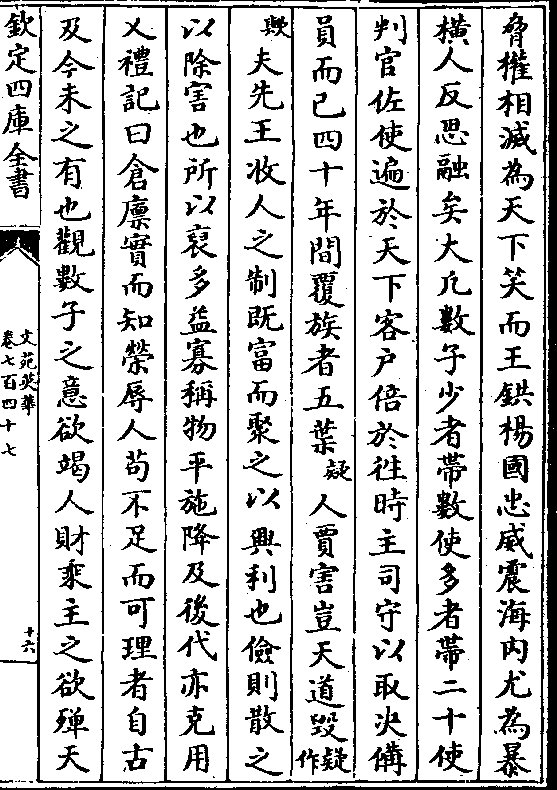 脅權相滅為天下笑而王鉷楊國忠威震海内尤為暴
橫人反思融矣大凡數子少者帶數使多者帶二十使
判官佐使遍於天下客户倍於徃時主司守以取决備
員而已四十年間覆族者五葉疑人賈害豈天道毁疑作
歟夫先王收人之制既富而聚之以興利也儉則散之
以除害也所以裒多益寡稱物平施降及後代亦克用
乂禮記曰倉廪實而知榮辱人苟不足而可理者自古
及今未之有也觀數子之意欲竭人財乘主之欲殫天
欽定四庫全書
文苑英華
卷七百四十七
十六